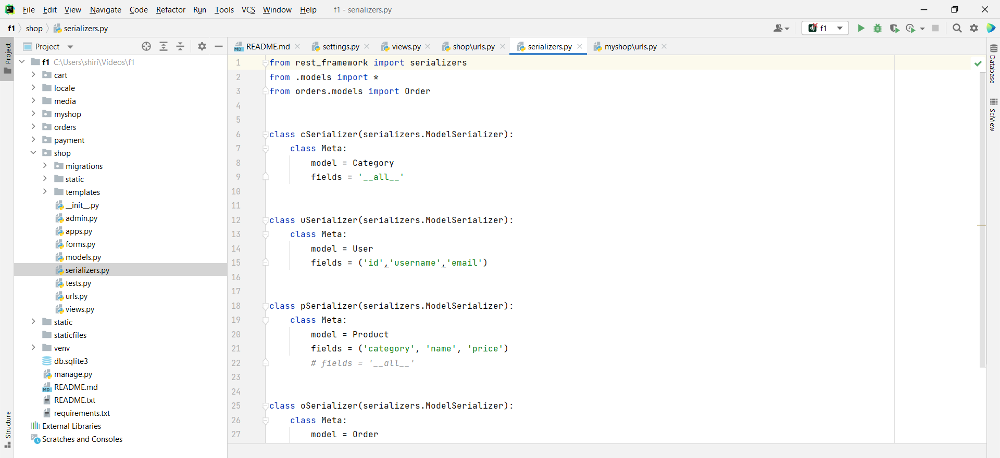 File Edit View Navigate Code Refactor Run Tools VCS Window Help f1 - serializers.py
f1 shop serializers.py f1
Project
Project
f1 C:\Users\shiri\Videos\f1
cart
locale
media
myshop
orders
payment
shop
migrations
static
templates
__init__.py
admin.py
apps.py
forms.py
models.py
serializers.py
tests.py
urls.py
views.py
static
staticfiles
venv
db.sqlite3
manage.py
README.md
README.txt
requirements.txt
External Libraries
Scratches and Consoles
Structure
README.md settings.py views.py shop\urls.py serializers.py myshop\urls.py
1 from rest_framework import serializers
2 from .models import *
3 from orders.models import Order
4
5
6 class cSerializer(serializers.ModelSerializer):
7 class Meta:
8 model = Category
9 fields = '__all__'
10
11
12 class uSerializer(serializers.ModelSerializer):
13 class Meta:
14 model = User
15 fields = ('id','username','email')
16
17
18 class pSerializer(serializers.ModelSerializer):
19 class Meta:
20 model = Product
21 fields = ('category', 'name', 'price')
22 # fields = '__all__'
23
24
25 class oSerializer(serializers.ModelSerializer):
26 class Meta:
27 model = Order
Database
SciView